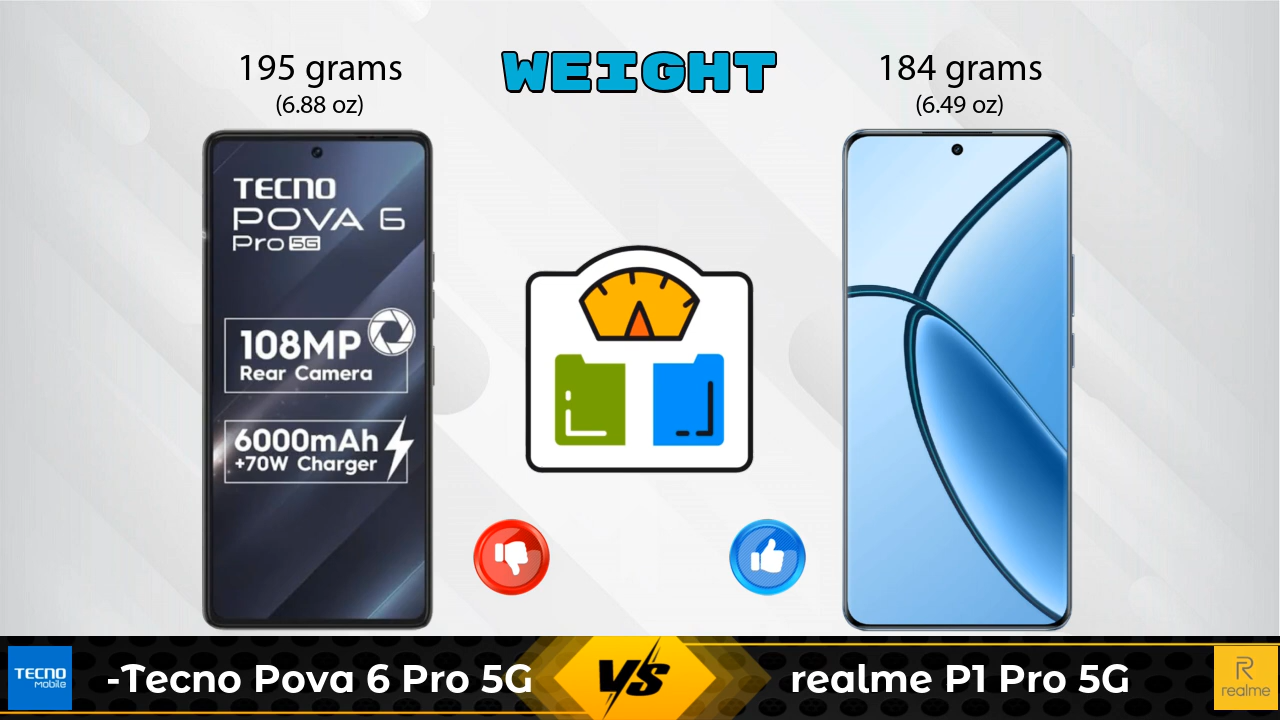 WEIGHT
195 grams
(6.88 oz)
184 grams
(6.49 oz)
TECNO
POVA 6
Pro 5G
108MP
Rear Camera
6000mAh
+70W Charger
TECNO
Mobile
-Tecno Pova 6 Pro 5G
VS
realme P1 Pro 5G
R
realme